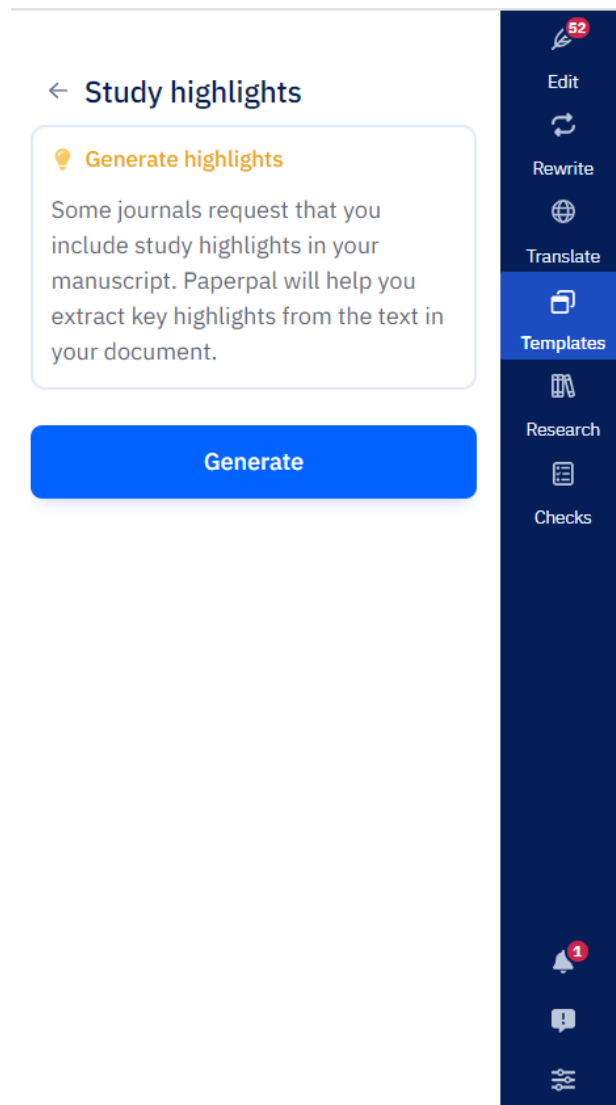 Study highlights
Generate highlights
Some journals request that you
include study highlights in your
manuscript. Paperpal will help you
extract key highlights from the text in
your document.
Generate
52
Edit
Rewrite
Translate
Templates
Research
Checks
1